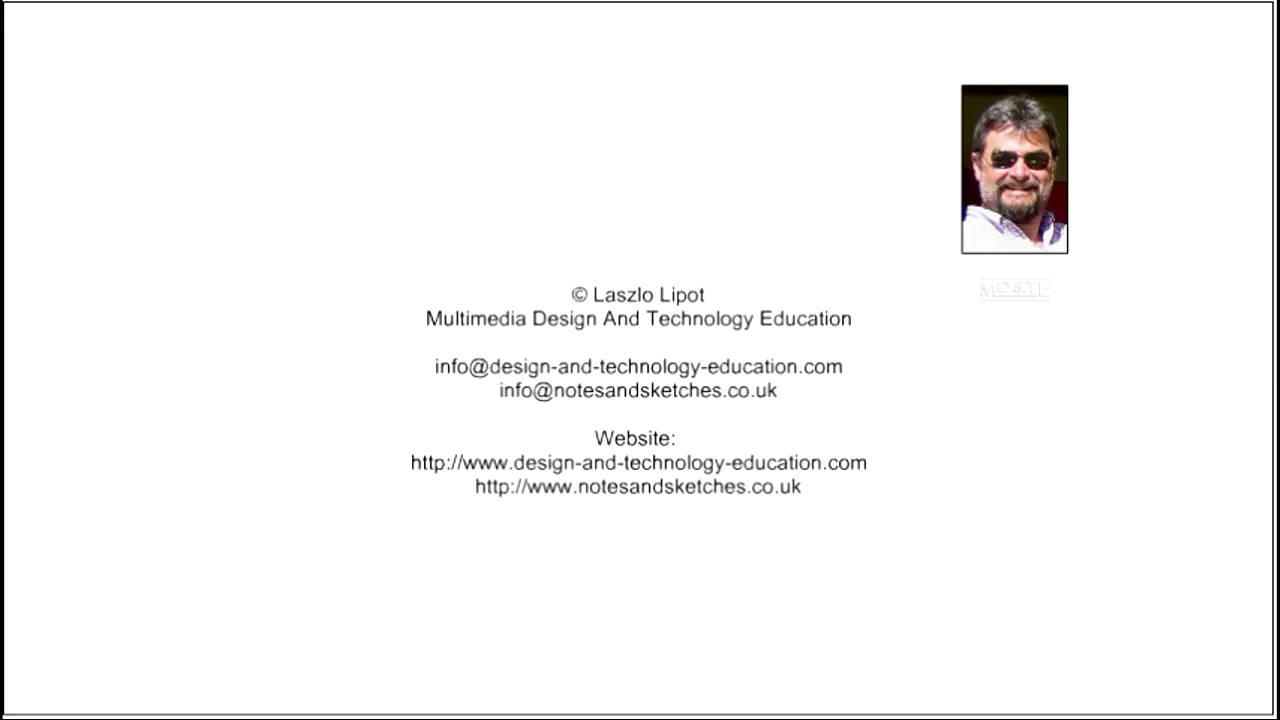 © Laszlo Lipot
Multimedia Design And Technology Education
info@design-and-technology-education.com
info@notesandsketches.co.uk
Website:
http://www.design-and-technology-education.com
http://www.notesandsketches.co.uk